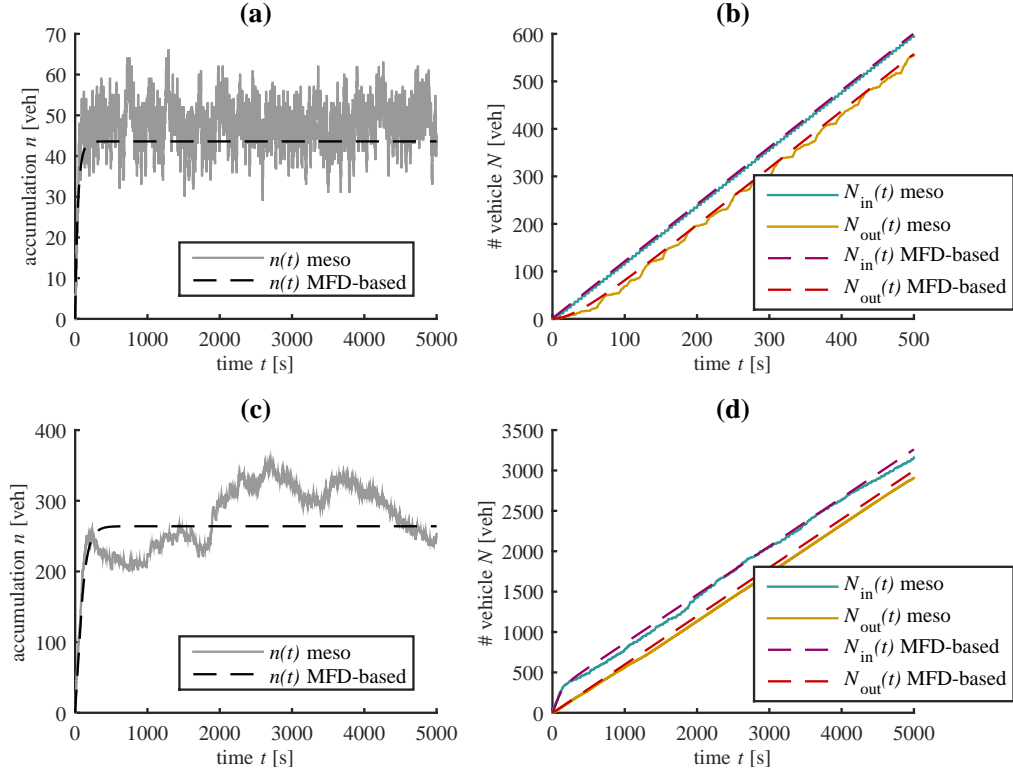 (a)
accumulation n [veh]
70
60
50
40
30
20
10
0
n(t) meso
n(t) MFD-based
0 1000 2000 3000 4000 5000
time t [s]
(b)
# vehicle N [veh]
600
500
400
300
200
100
0
N_in(t) meso
N_out(t) meso
N_in(t) MFD-based
N_out(t) MFD-based
0 100 200 300 400 500
time t [s]
(c)
accumulation n [veh]
400
300
200
100
0
n(t) meso
n(t) MFD-based
0 1000 2000 3000 4000 5000
time t [s]
(d)
# vehicle N [veh]
3500
3000
2500
2000
1500
1000
500
0
N_in(t) meso
N_out(t) meso
N_in(t) MFD-based
N_out(t) MFD-based
0 1000 2000 3000 4000 5000
time t [s]